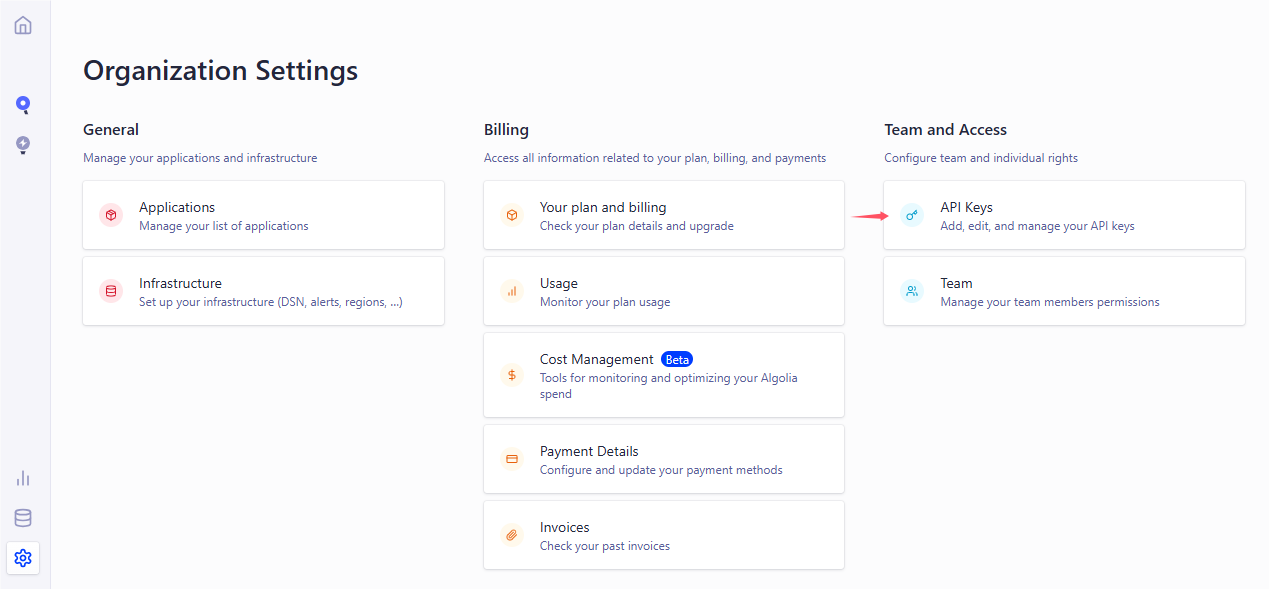 Organization Settings
General
Manage your applications and infrastructure
Applications
Manage your list of applications
Infrastructure
Set up your infrastructure (DSN, alerts, regions, ...)
Billing
Access all information related to your plan, billing, and payments
Your plan and billing
Check your plan details and upgrade
Usage
Monitor your plan usage
Cost Management Beta
Tools for monitoring and optimizing your Algolia
spend
Payment Details
Configure and update your payment methods
Invoices
Check your past invoices
Team and Access
Configure team and individual rights
API Keys
Add, edit, and manage your API keys
Team
Manage your team members permissions